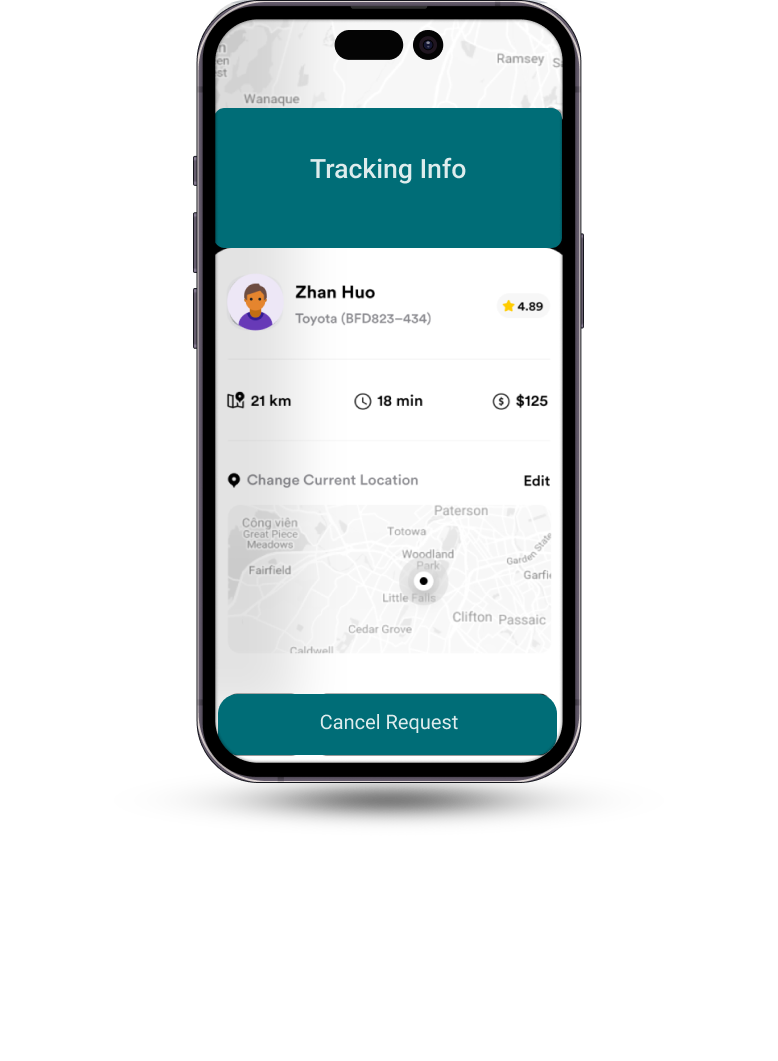 Ramsey
Wanaque
Tracking Info
Zhan Huo
Toyota (BFD823–434)
4.89
21 km
18 min
$125
Change Current Location
Edit
Paterson
Công viên
Great Piece
Meadows
Totowa
Woodland
Park
Garden State
Fairfield
Little Falls
Clifton
Passaic
Cedar Grove
Caldwell
Cancel Request